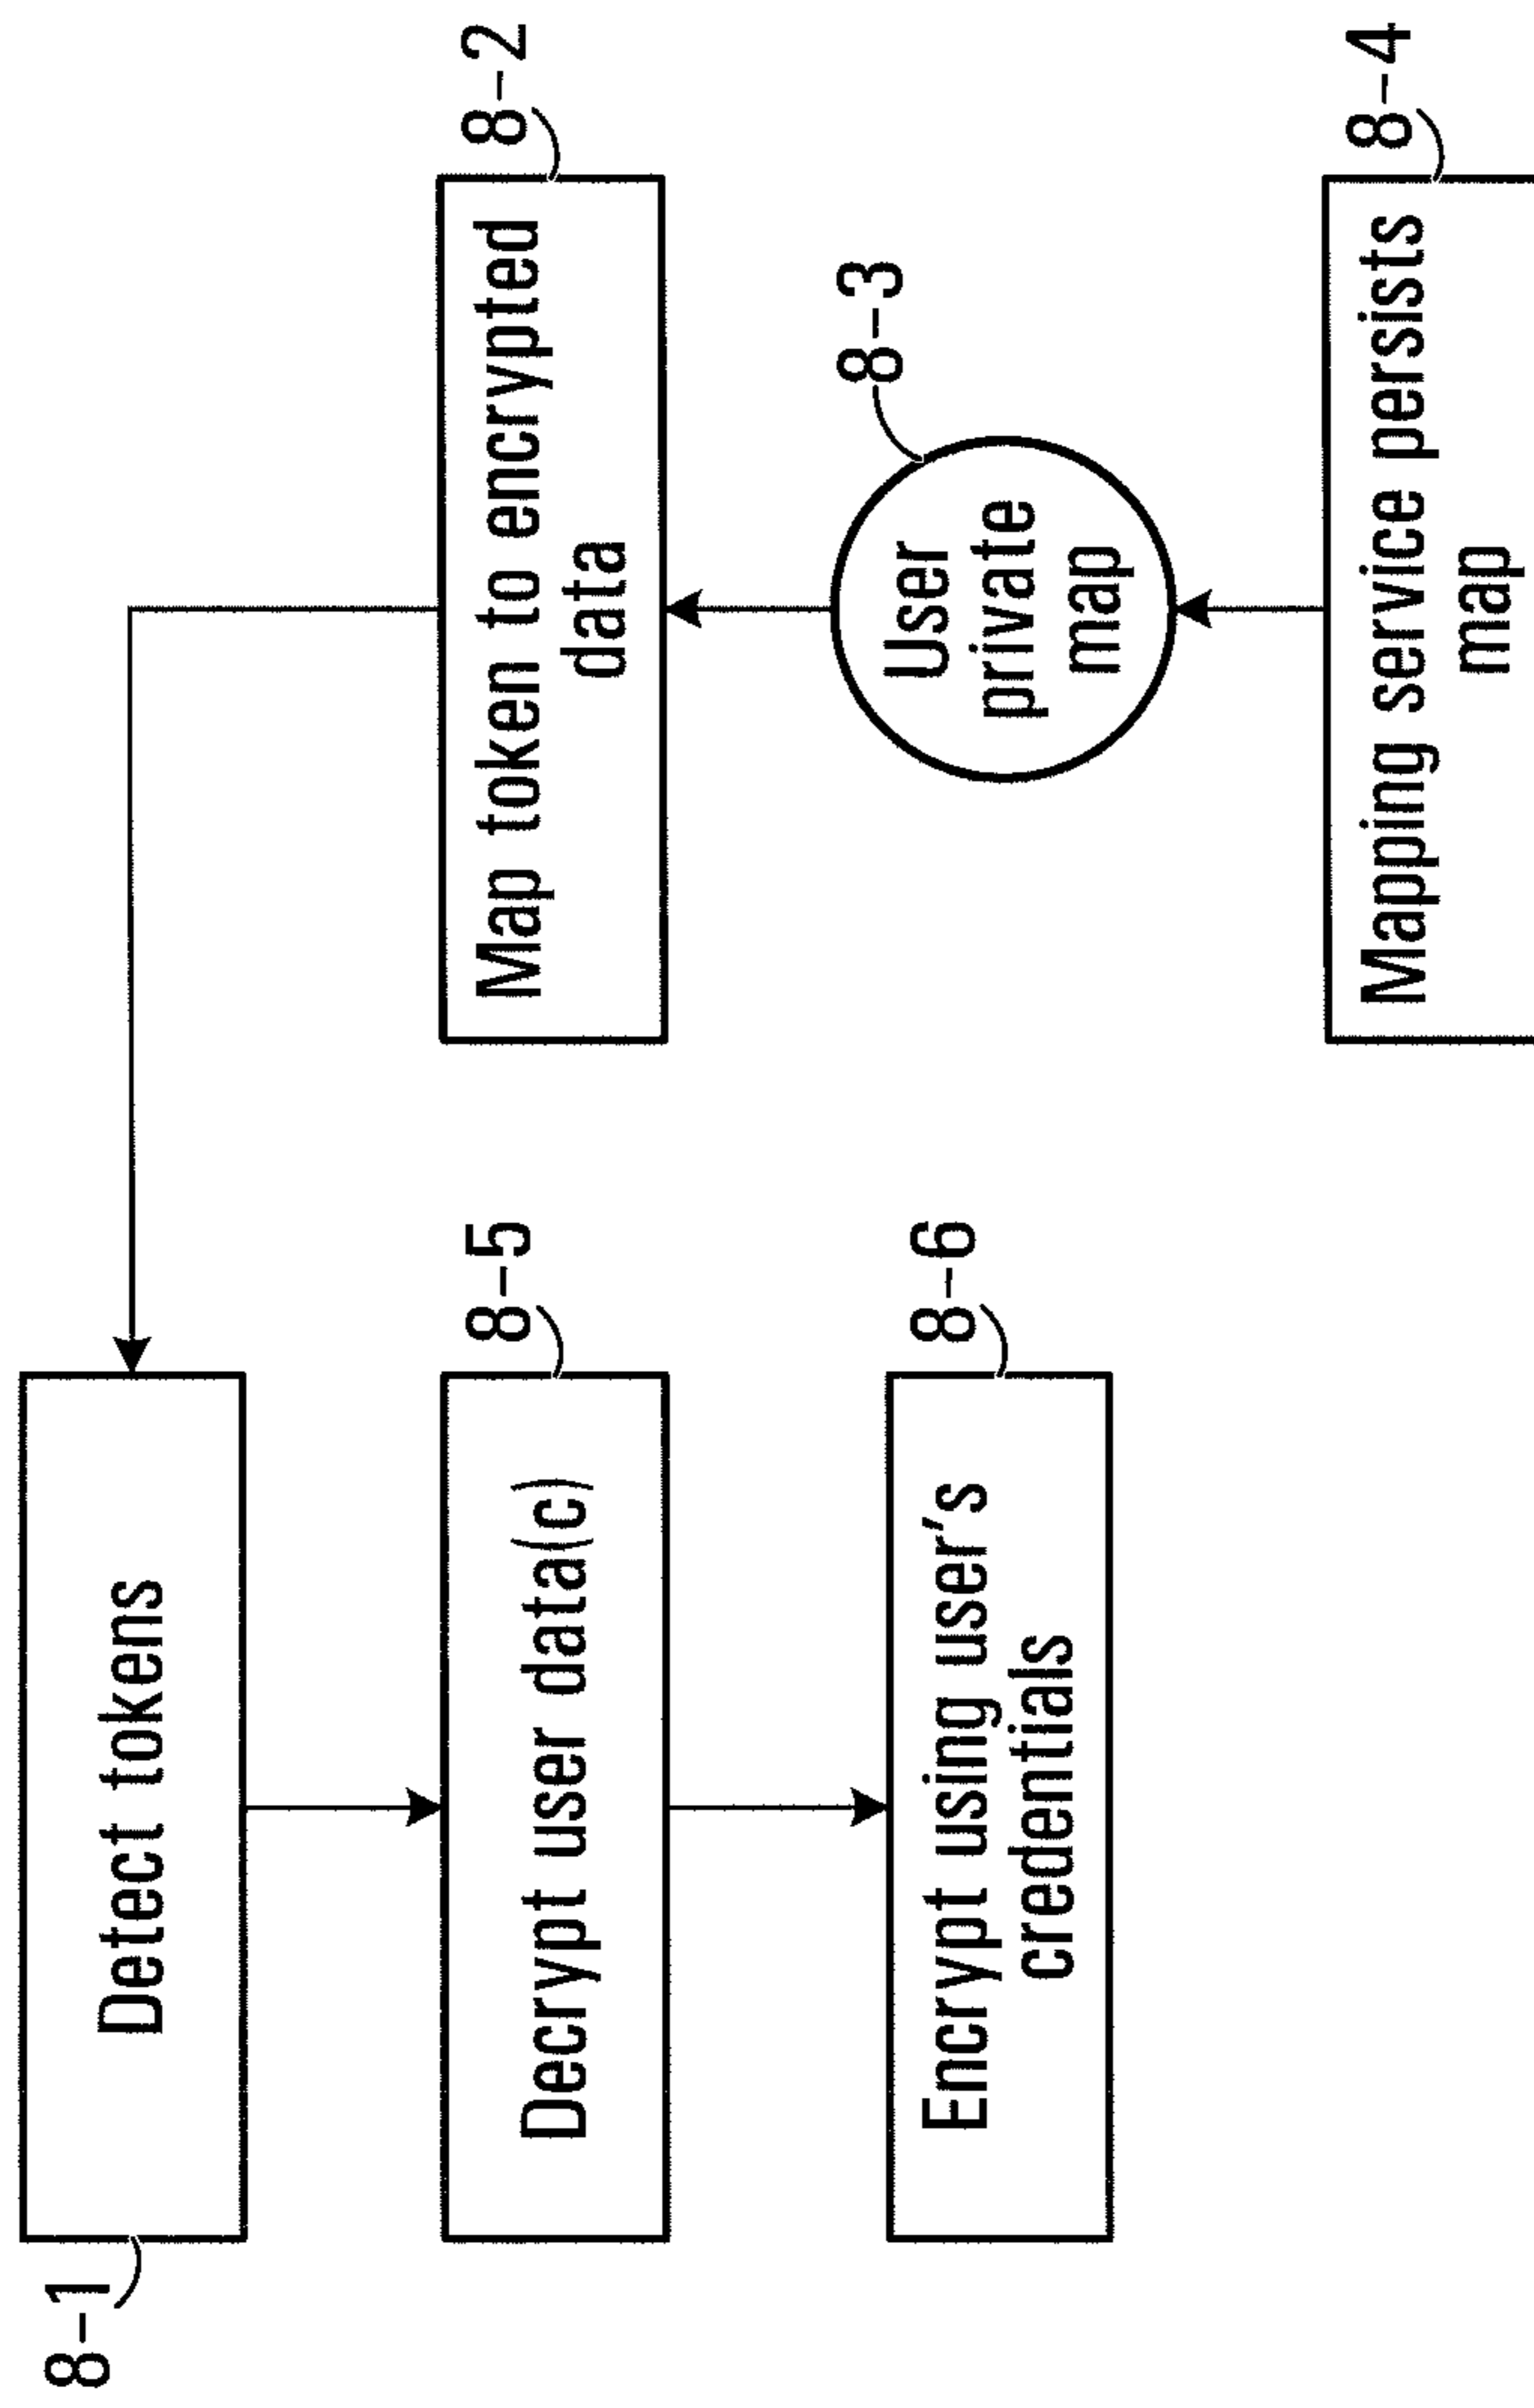 8-1
Detect tokens
8-2
Map token to encrypted
data
8-3
User
private
map
8-4
Mapping service persists
map
8-5
Decrypt user data(c)
8-6
Encrypt using user's
credentials